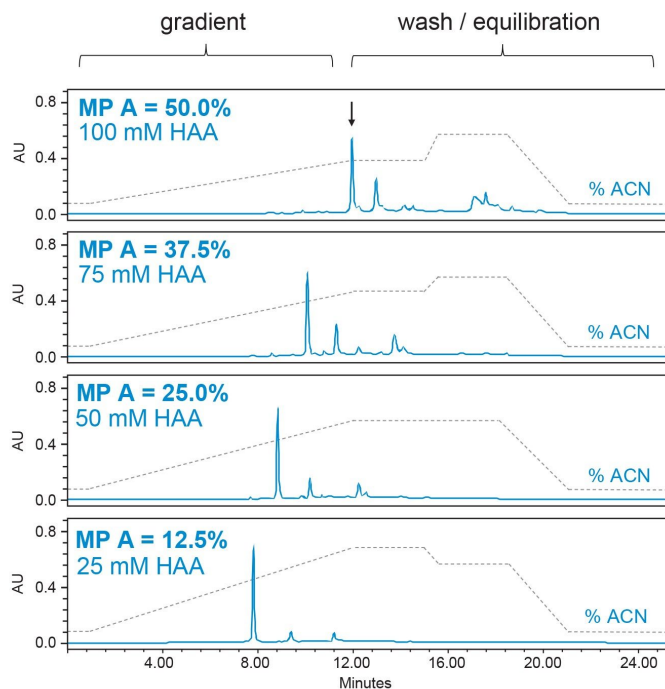 gradient wash / equilibration
0.8
0.4
0.0
AU
MP A = 50.0%
100 mM HAA
% ACN
0.8
0.4
0.0
AU
MP A = 37.5%
75 mM HAA
% ACN
0.8
0.4
0.0
AU
MP A = 25.0%
50 mM HAA
% ACN
0.8
0.4
0.0
AU
MP A = 12.5%
25 mM HAA
% ACN
4.00 8.00 12.00 16.00 20.00 24.00
Minutes